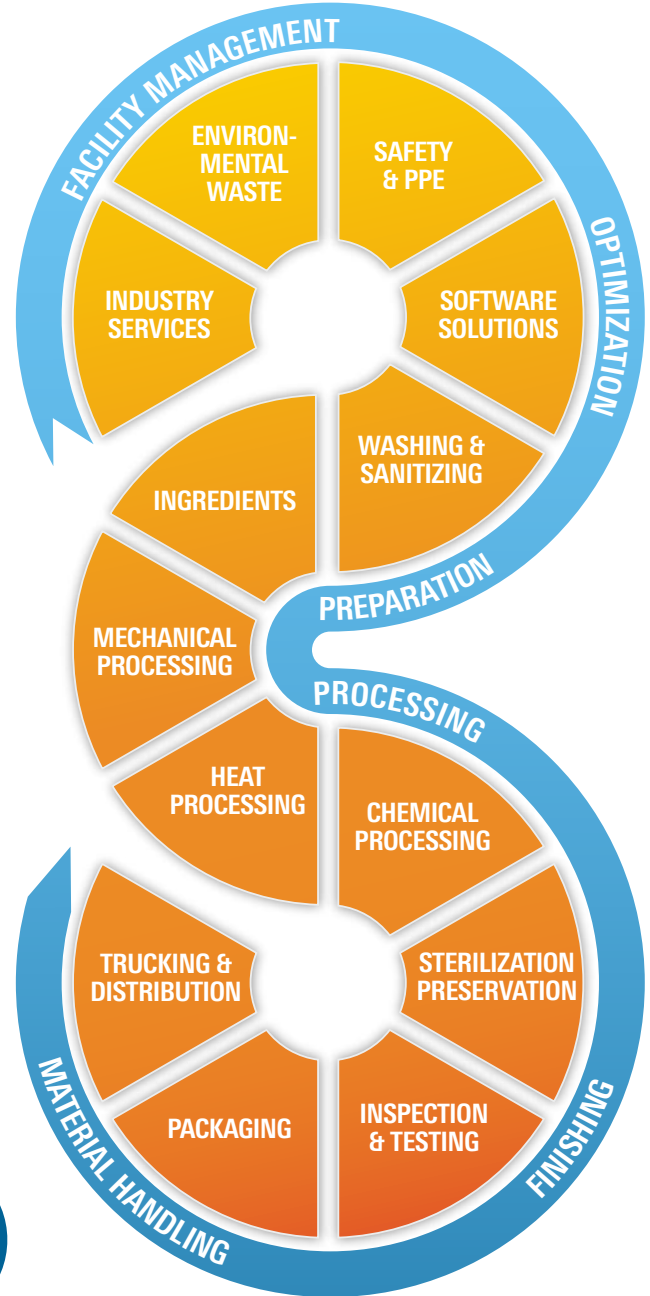 FACILITY MANAGEMENT
ENVIRON-
MENTAL
WASTE
SAFETY
& PPE
OPTIMIZATION
INDUSTRY
SERVICES
SOFTWARE
SOLUTIONS
WASHING &
SANITIZING
INGREDIENTS
PREPARATION
MECHANICAL
PROCESSING
PROCESSING
HEAT
PROCESSING
CHEMICAL
PROCESSING
TRUCKING &
DISTRIBUTION
STERILIZATION
PRESERVATION
PACKAGING
INSPECTION
& TESTING
FINISHING
MATERIAL HANDLING